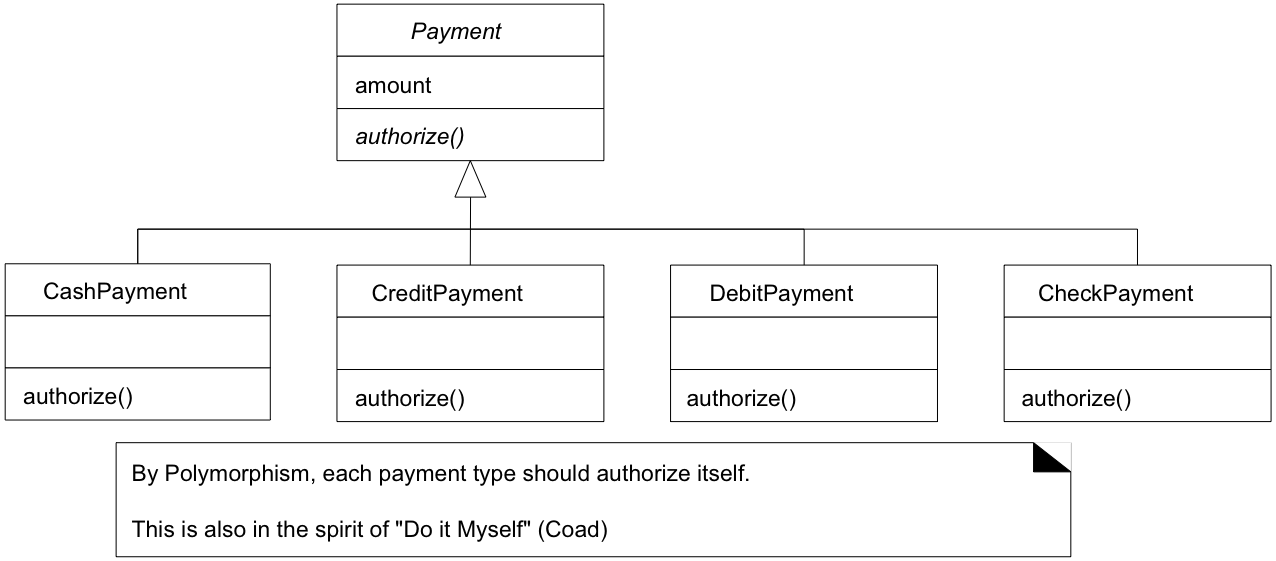 Payment
amount
authorize()
CashPayment
CreditPayment
DebitPayment
CheckPayment
authorize()
authorize()
authorize()
authorize()
By Polymorphism, each payment type should authorize itself.
This is also in the spirit of "Do it Myself" (Coad)